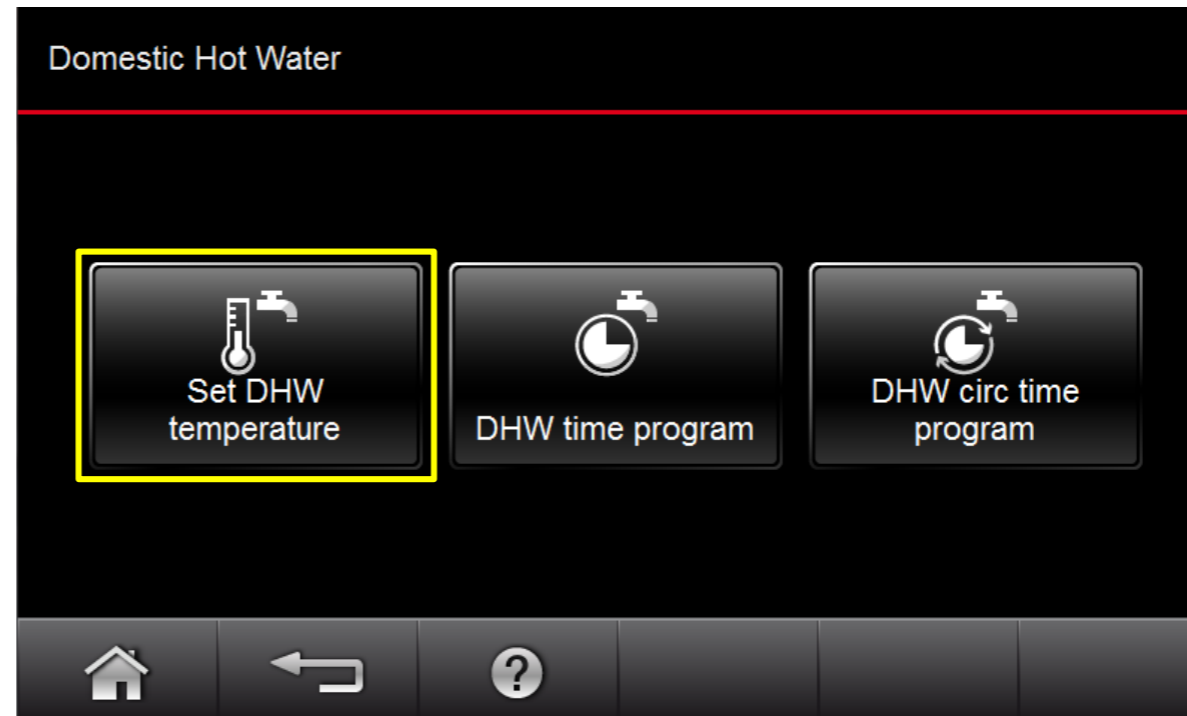 Domestic Hot Water
Set DHW
temperature
DHW time program
DHW circ time
program
?